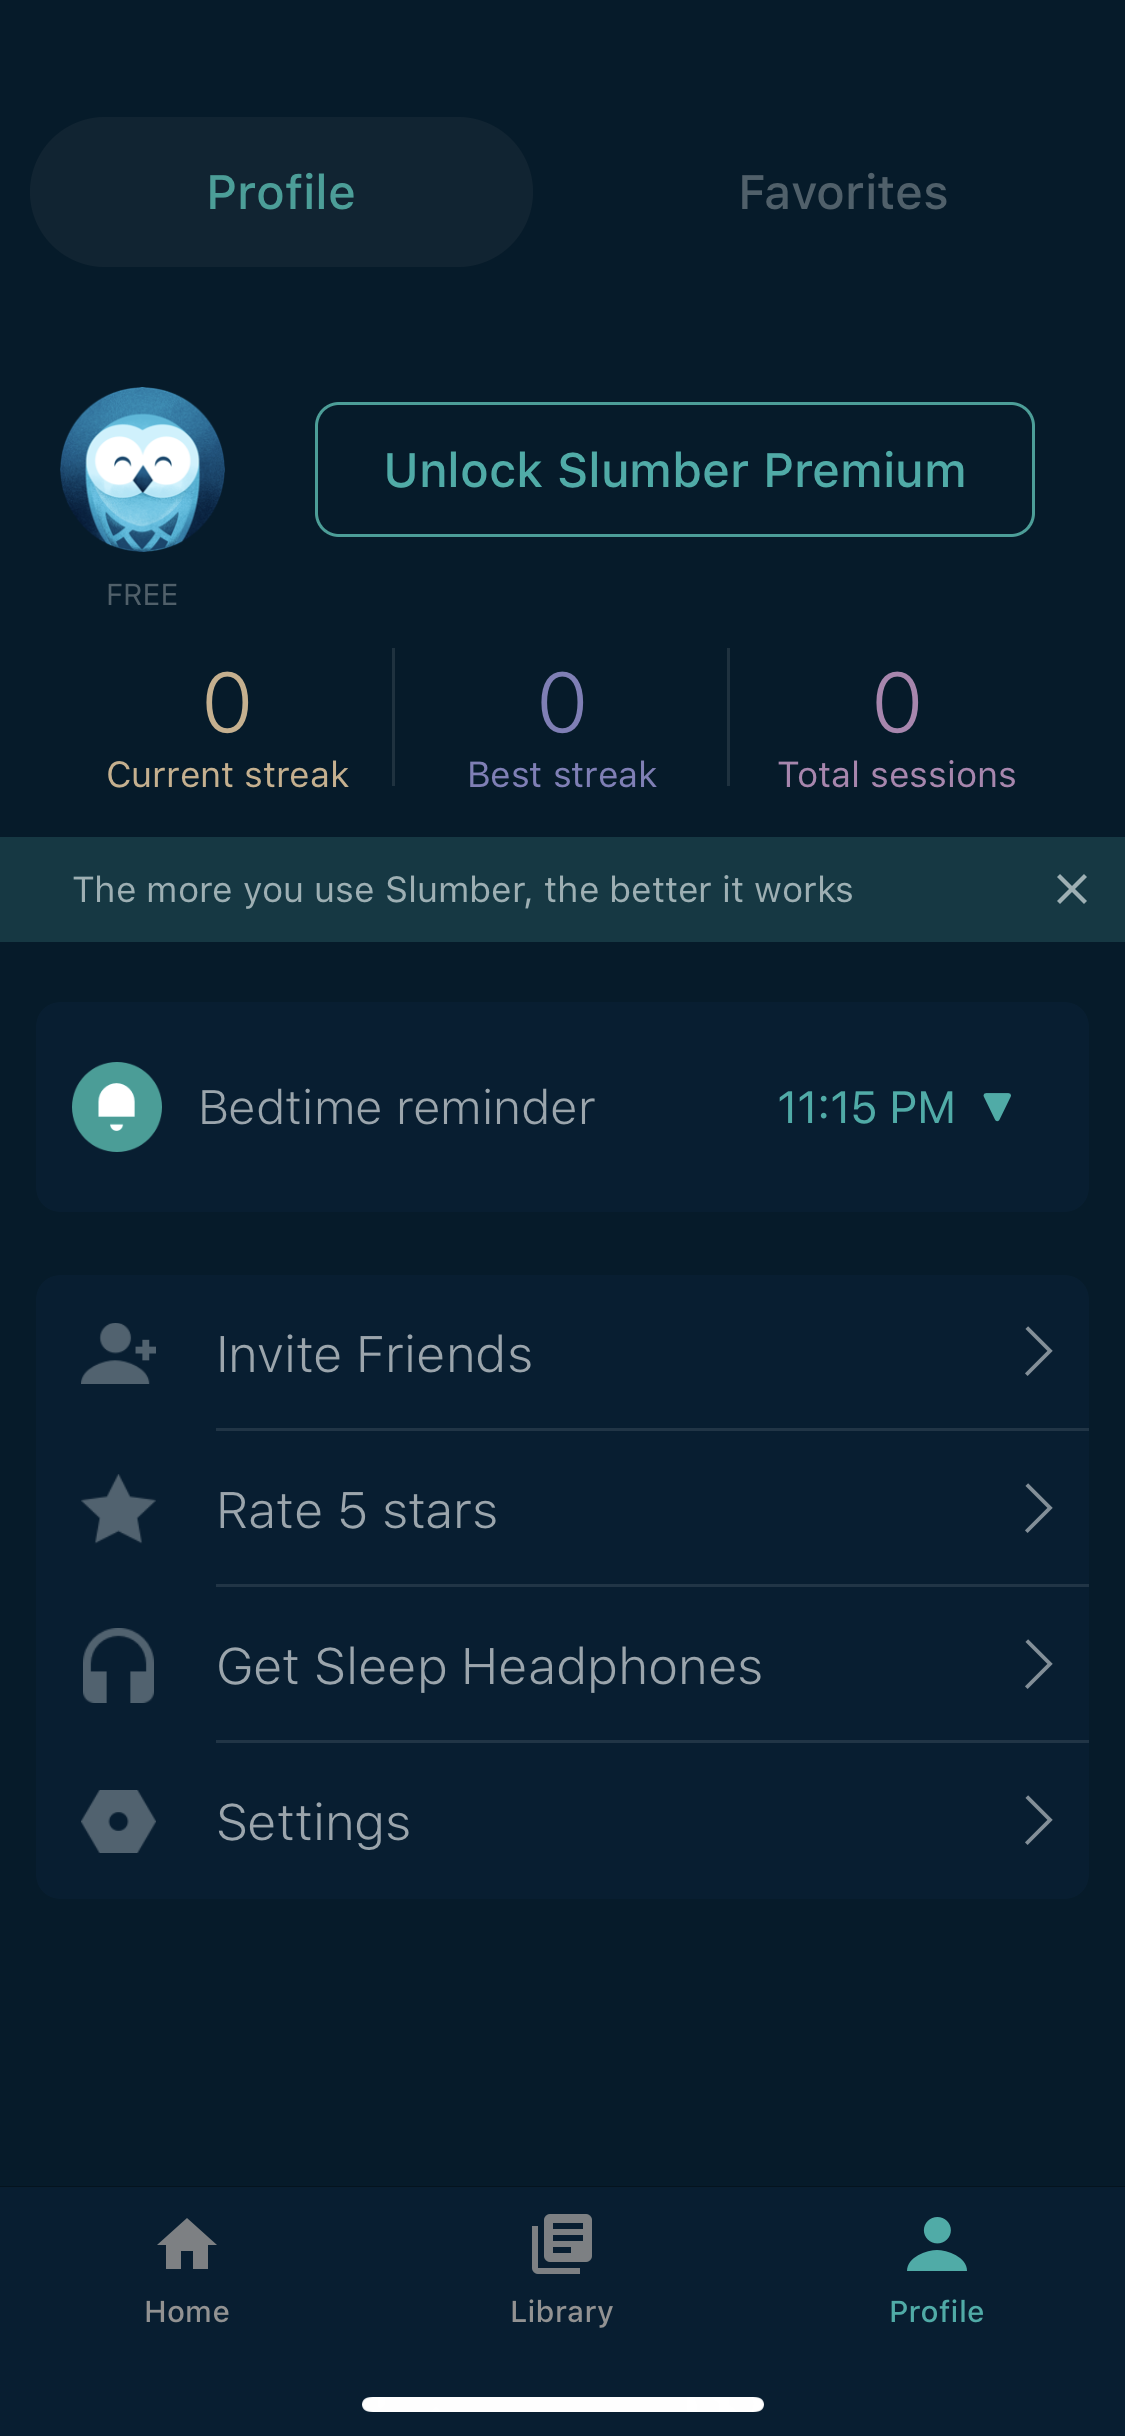 Profile
Favorites
Unlock Slumber Premium
FREE
0
0
0
Current streak
Best streak
Total sessions
The more you use Slumber, the better it works
Bedtime reminder
11:15 PM
Invite Friends
Rate 5 stars
Get Sleep Headphones
Settings
Home
Library
Profile